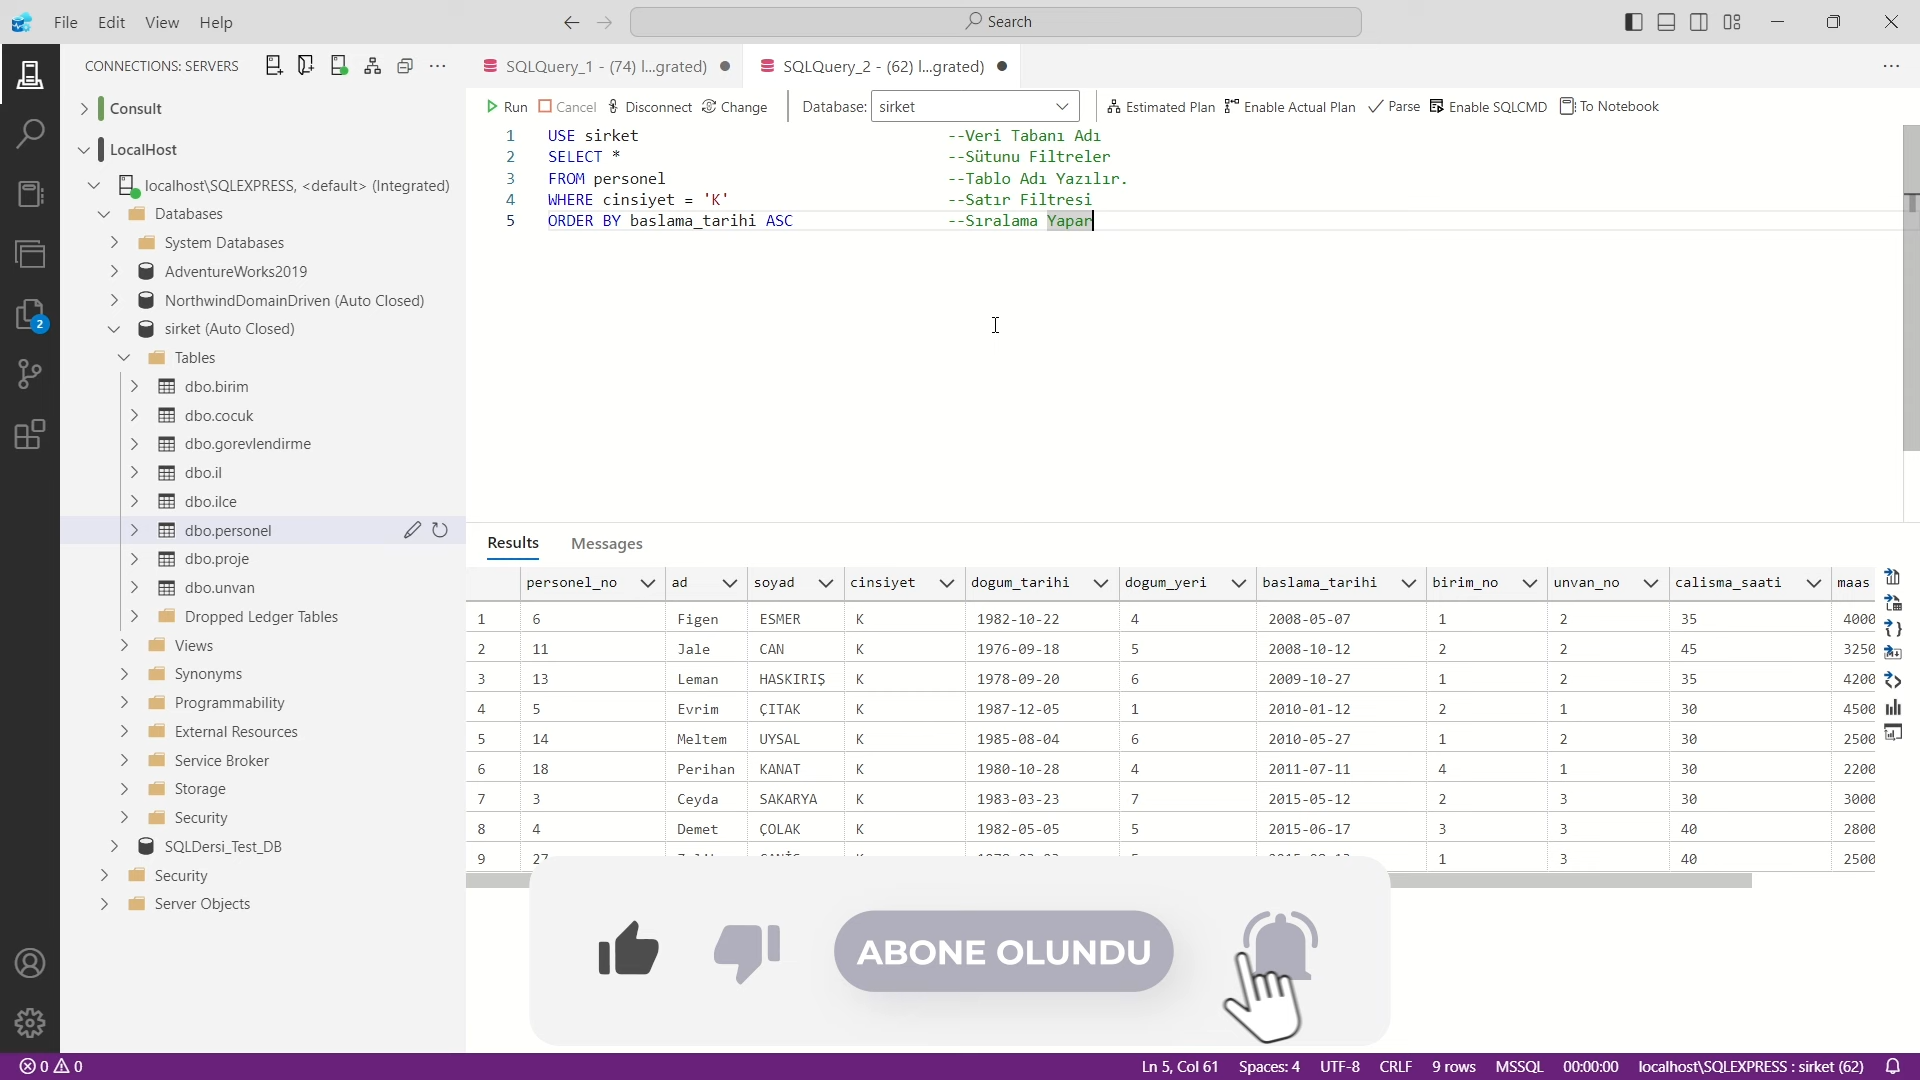 File Edit View Help
Search
CONNECTIONS: SERVERS
SQLQuery_1 - (74) l...grated)
SQLQuery_2 - (62) l...grated)
Run Cancel Disconnect Change Database: sirket Estimated Plan Enable Actual Plan Parse Enable SQLCMD To Notebook
Consult
LocalHost
localhost\SQLEXPRESS, <default> (Integrated)
Databases
System Databases
AdventureWorks2019
NorthwindDomainDriven (Auto Closed)
sirket (Auto Closed)
Tables
dbo.birim
dbo.cocuk
dbo.gorevlendirme
dbo.il
dbo.ilce
dbo.personel
dbo.proje
dbo.unvan
Dropped Ledger Tables
Views
Synonyms
Programmability
External Resources
Service Broker
Storage
Security
SQLDersi_Test_DB
Security
Server Objects
2
1 USE sirket --Veri Tabanı Adı
2 SELECT * --Sütunu Filtreler
3 FROM personel --Tablo Adı Yazılır.
4 WHERE cinsiyet = 'K' --Satır Filtresi
5 ORDER BY baslama_tarihi ASC --Sıralama Yapar
Results Messages
personel_no ad soyad cinsiyet dogum_tarihi dogum_yeri baslama_tarihi birim_no unvan_no calisma_saati maas
1 6 Figen ESMER K 1982-10-22 4 2008-05-07 1 2 35 4000
2 11 Jale CAN K 1976-09-18 5 2008-10-12 2 2 45 3250
3 13 Leman HASKIRIŞ K 1978-09-20 6 2009-10-27 1 2 35 4200
4 5 Evrim ÇITAK K 1987-12-05 1 2010-01-12 2 1 30 4500
5 14 Meltem UYSAL K 1985-08-04 6 2010-05-27 1 2 30 2500
6 18 Perihan KANAT K 1980-10-28 4 2011-07-11 4 1 30 2200
7 3 Ceyda SAKARYA K 1983-03-23 7 2015-05-12 2 3 30 3000
8 4 Demet ÇOLAK K 1982-05-05 5 2015-06-17 3 3 40 2800
9 27 1 3 40 2500
ABONE OLUNDU
0 0 Ln 5, Col 61 Spaces: 4 UTF-8 CRLF 9 rows MSSQL 00:00:00 localhost\SQLEXPRESS : sirket (62)